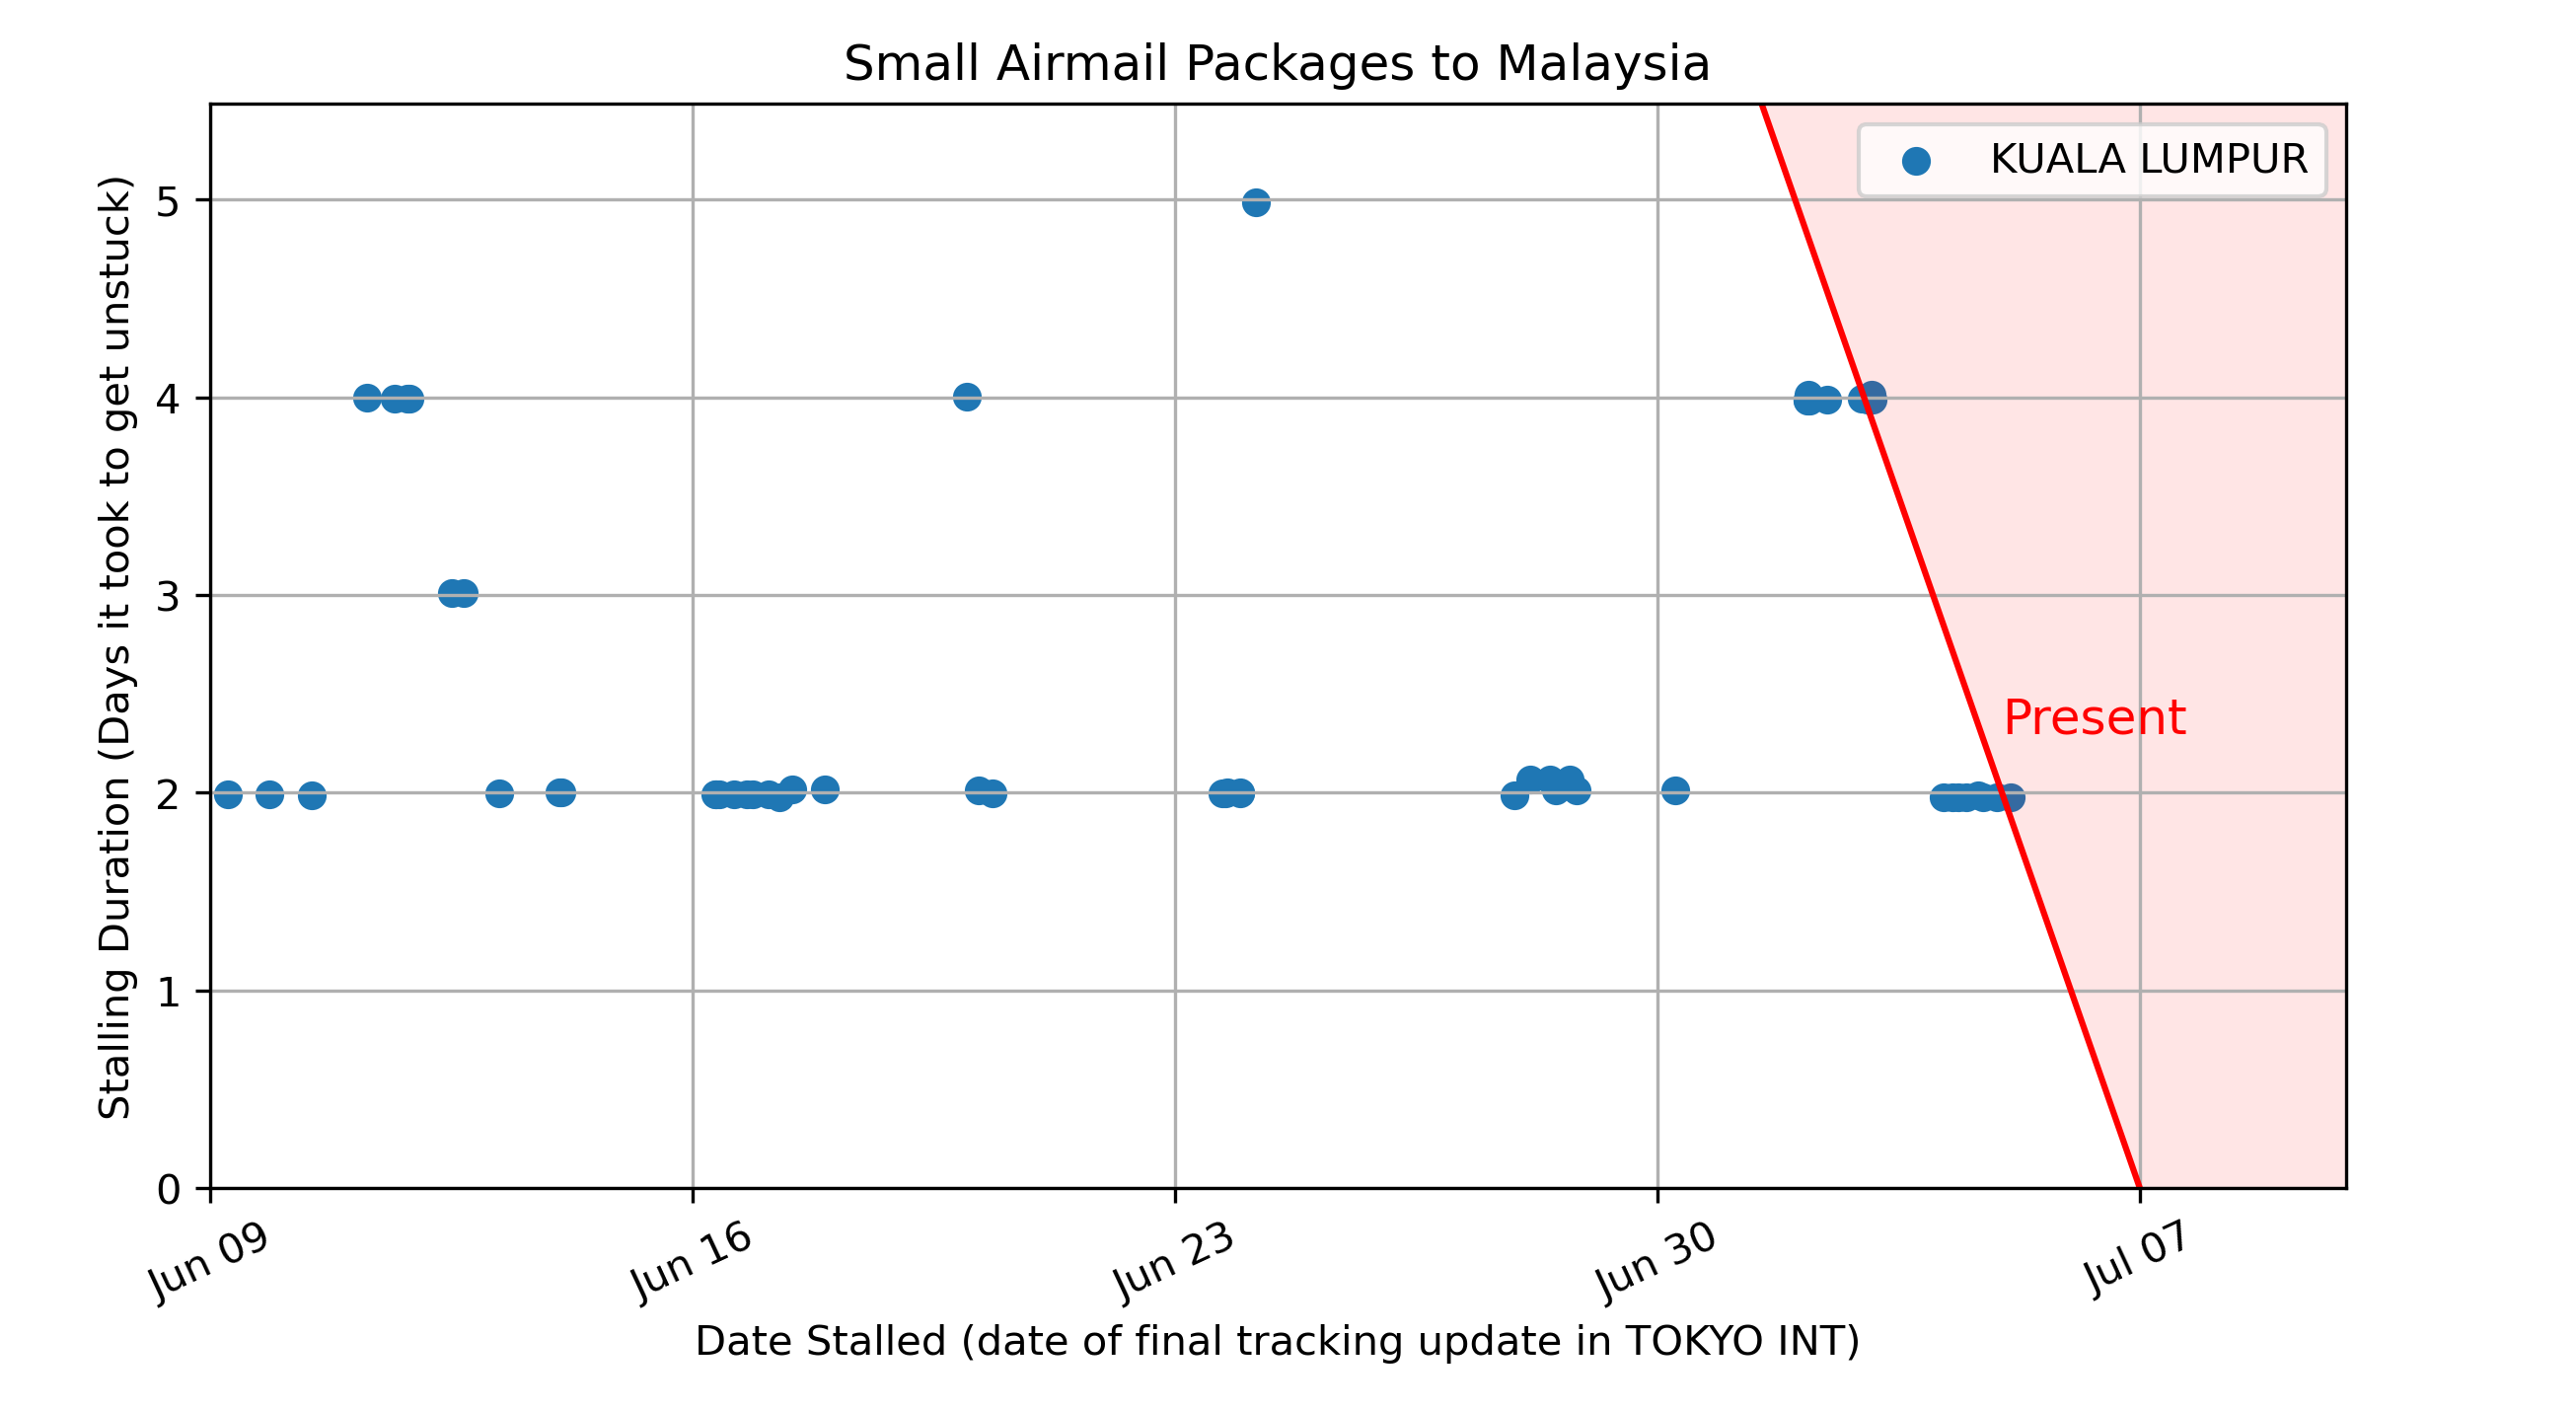 Small Airmail Packages to Malaysia
KUALA LUMPUR
Stalling Duration (Days it took to get unstuck)
5
4
3
2
1
0
Present
Jun 09
Jun 16
Jun 23
Jun 30
Jul 07
Date Stalled (date of final tracking update in TOKYO INT)